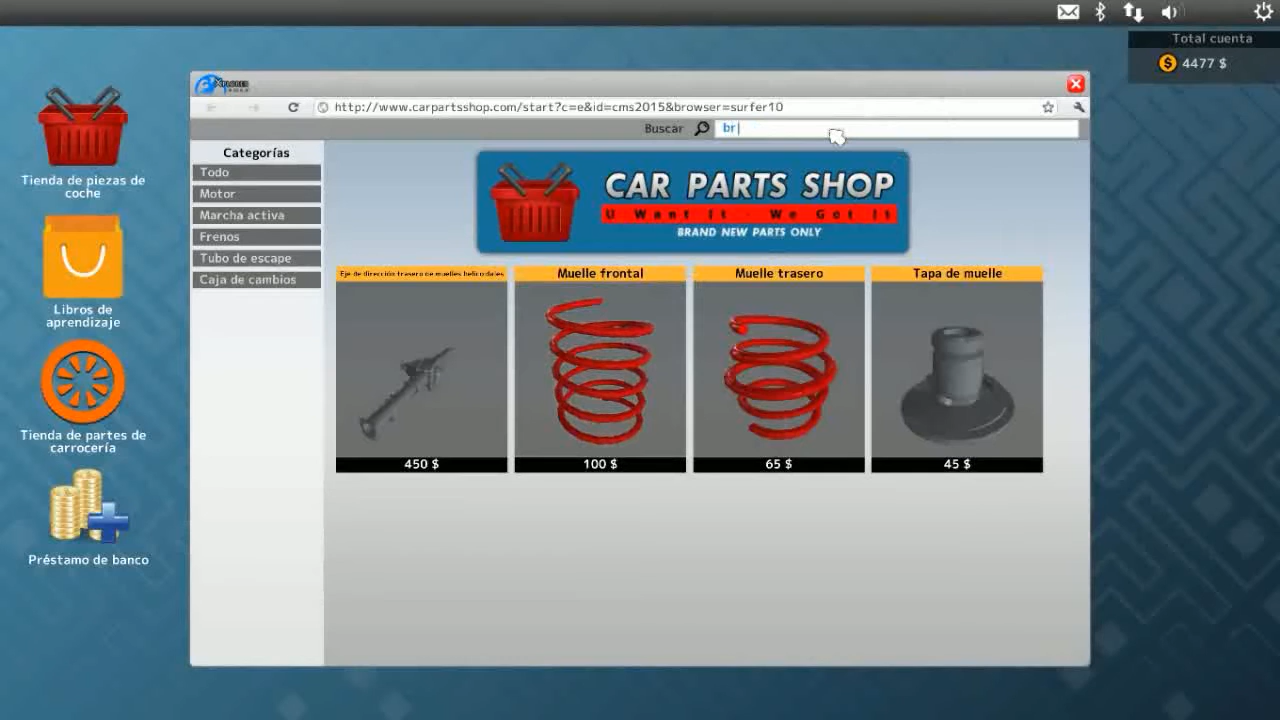 Total cuenta
4477 $
http://www.carpartsshop.com/start?c=e&id=cms2015&browser=surfer10
Buscar
br
Tienda de piezas de
coche
Libros de
aprendizaje
Tienda de partes de
carrocería
Préstamo de banco
Categorías
Todo
Motor
Marcha activa
Frenos
Tubo de escape
Caja de cambios
CAR PARTS SHOP
U Want It - We Got It
BRAND NEW PARTS ONLY
Eje de dirección trasero de muelles helicoidales
Muelle frontal
Muelle trasero
Tapa de muelle
450 $
100 $
65 $
45 $